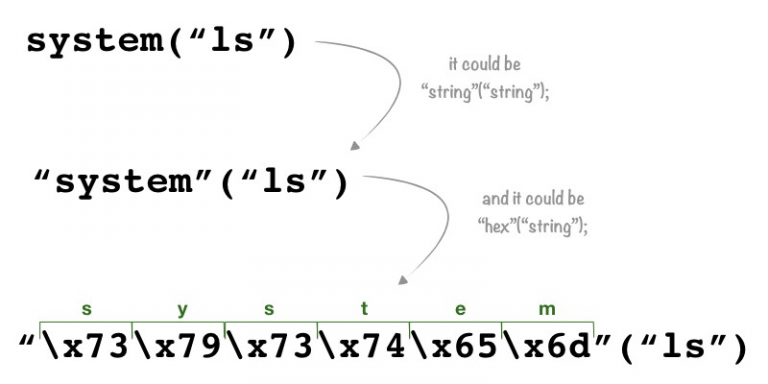 system(“ls”)
it could be
“string”(“string”);
“system”(“ls”)
and it could be
“hex”(“string”);
s y s t e m
“\x73\x79\x73\x74\x65\x6d”(“ls”)